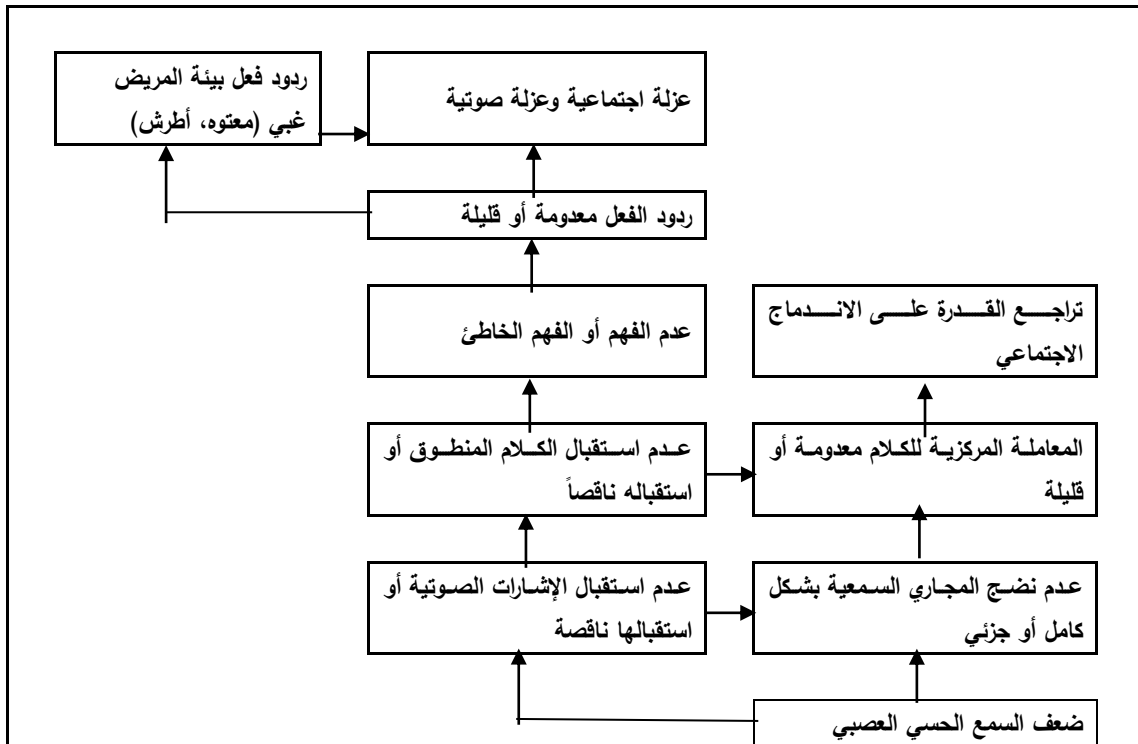 ردود فعل بيئة المريض
غبي (معتوه، أطرش)
عزلة اجتماعية وعزلة صوتية
ردود الفعل معدومة أو قليلة
عدم الفهم أو الفهم الخاطئ
تراجع القدرة على الاندماج
الاجتماعي
عدم استقبال الكلام المنطوق أو
استقباله ناقصاً
المعاملة المركزية للكلام معدومة أو
قليلة
عدم استقبال الإشارات الصوتية أو
استقبالها ناقصة
عدم نضج المجاري السمعية بشكل
كامل أو جزئي
ضعف السمع الحسي العصبي